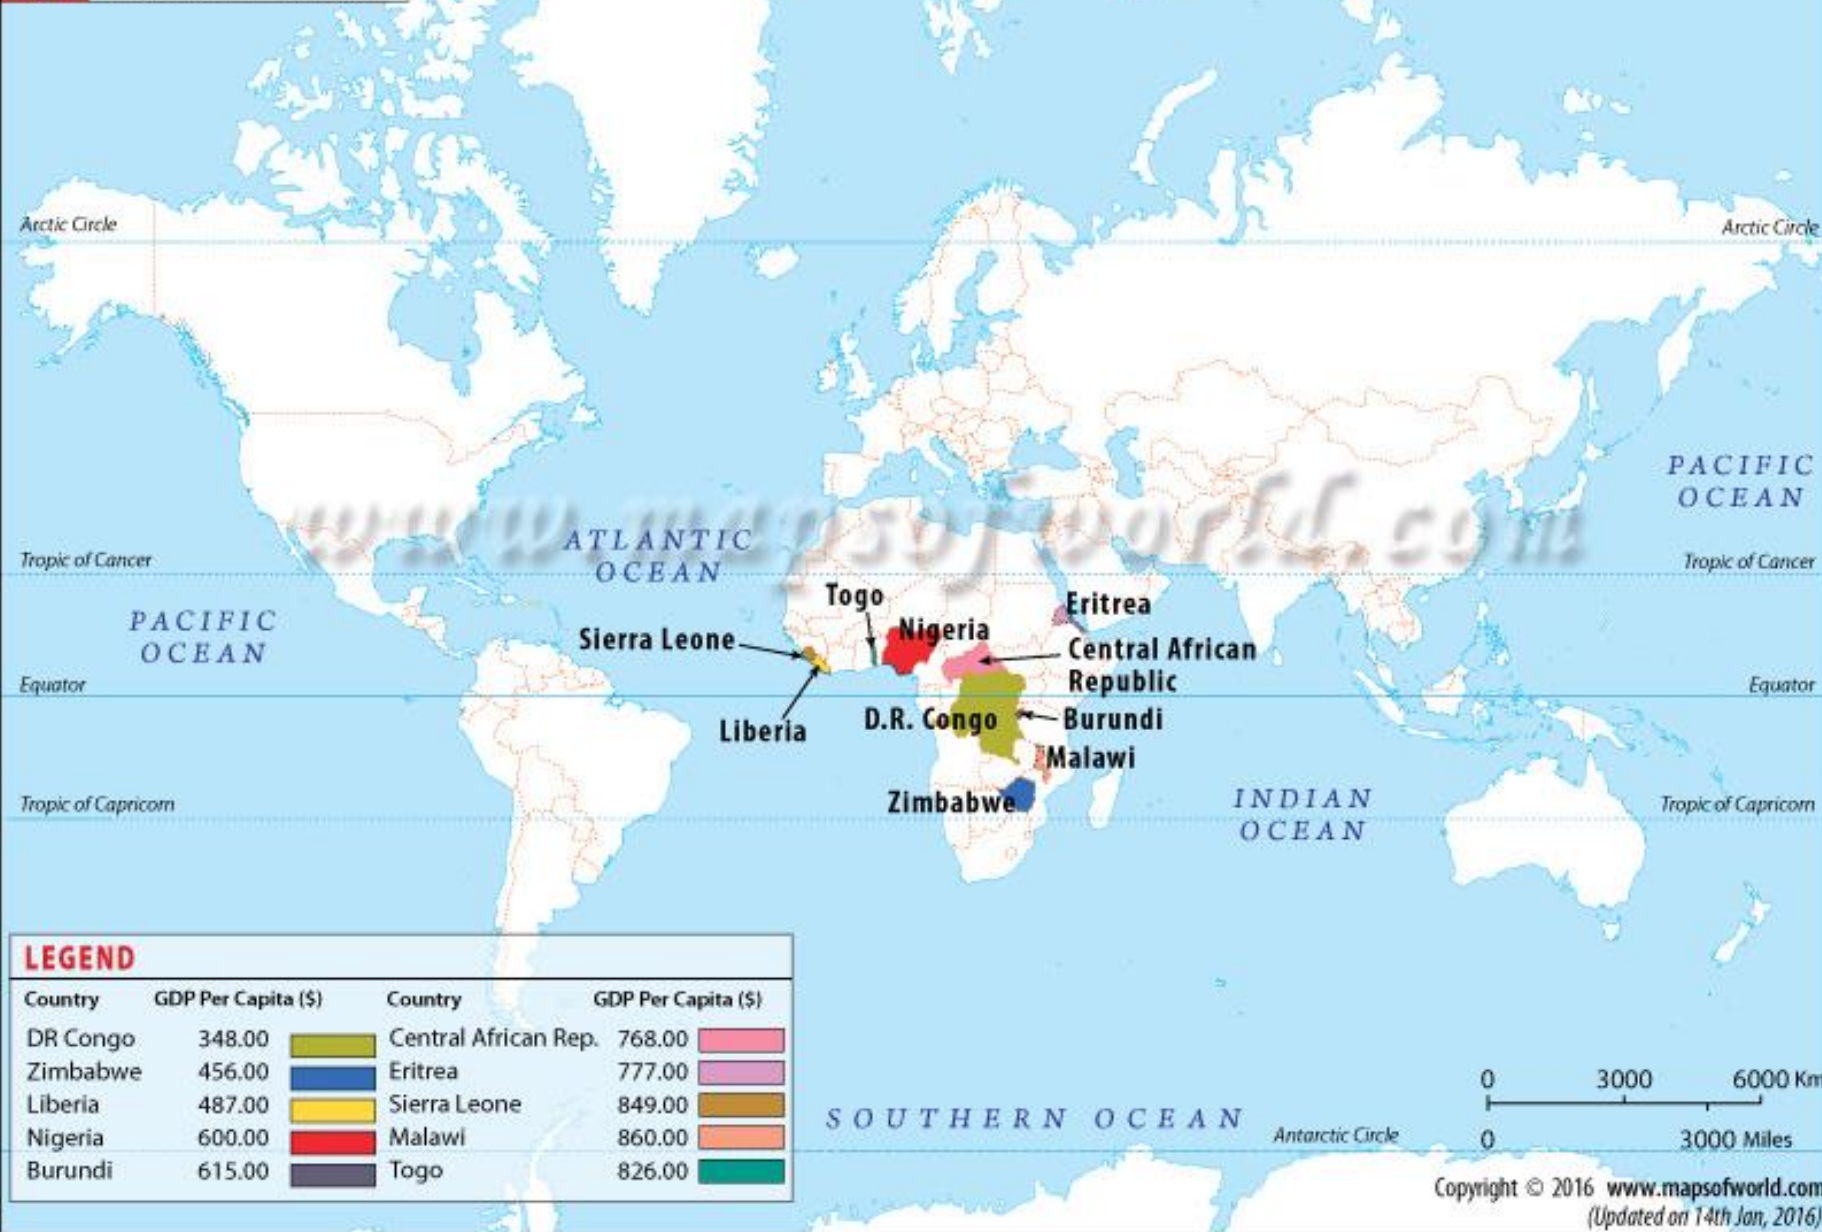 Arctic Circle
Arctic Circle
PACIFIC
OCEAN
www.mapsofworld.com
ATLANTIC
OCEAN
Tropic of Cancer
Tropic of Cancer
Togo
Eritrea
PACIFIC
OCEAN
Nigeria
Sierra Leone
Central African
Republic
Equator
Equator
Liberia
D.R. Congo
Burundi
Malawi
Zimbabwe
Tropic of Capricorn
INDIAN
OCEAN
Tropic of Capricorn
LEGEND
Country GDP Per Capita ($) Country GDP Per Capita ($)
DR Congo 348.00 Central African Rep. 768.00
Zimbabwe 456.00 Eritrea 777.00
Liberia 487.00 Sierra Leone 849.00
Nigeria 600.00 Malawi 860.00
Burundi 615.00 Togo 826.00
SOUTHERN OCEAN
Antarctic Circle
0 3000 6000 Km
0 3000 Miles
Copyright © 2016 www.mapsofworld.com
(Updated on 14th Jan, 2016)